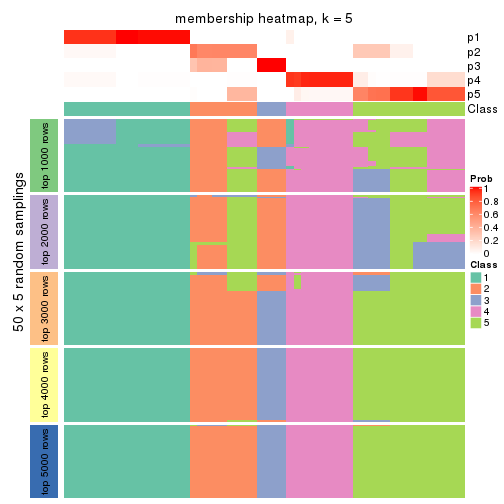 membership heatmap, k = 5
p1
p2
p3
p4
p5
Class
50 x 5 random samplings
top 1000 rows
top 2000 rows
top 3000 rows
top 4000 rows
top 5000 rows
Prob
1
0.8
0.6
0.4
0.2
0
Class
1
2
3
4
5